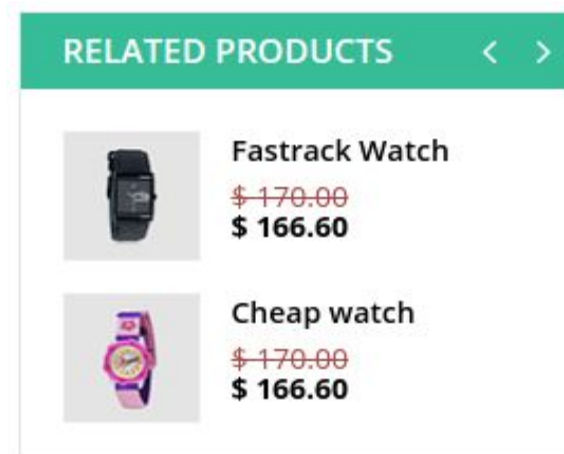 RELATED PRODUCTS
Fastrack Watch
$ 170.00
$ 166.60
Cheap watch
$ 170.00
$ 166.60